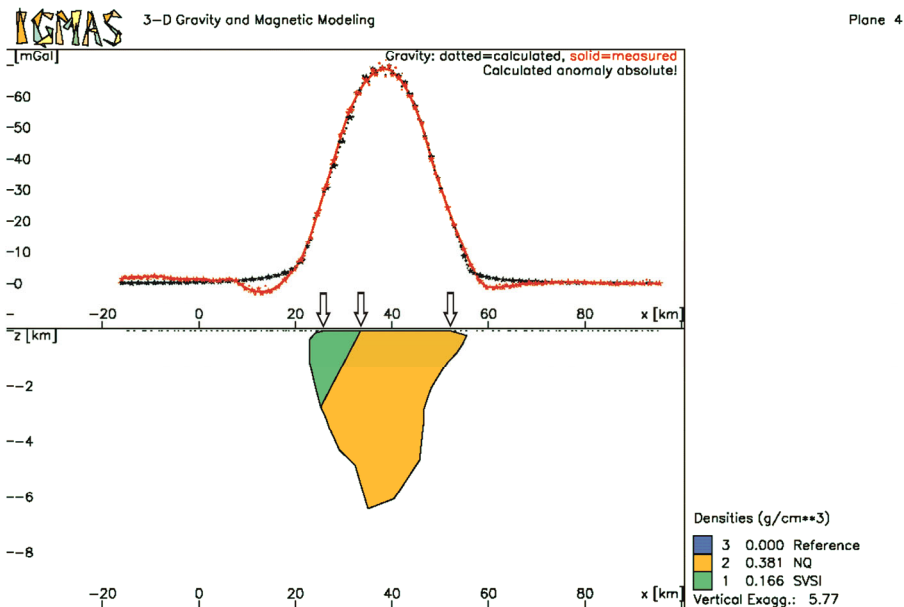 IGMAS 3-D Gravity and Magnetic Modeling Plane 4
[mGal]
Gravity: dotted=calculated, solid=measured
Calculated anomaly absolute!
-60
-50
-40
-30
-20
-10
-0
-20 0 20 40 60 80 x [km]
z [km]
--2
--4
--6
--8
-20 0 20 40 60 80 x [km]
Densities (g/cm**3)
3 0.000 Reference
2 0.381 NQ
1 0.166 SVSI
Vertical Exagg.: 5.77